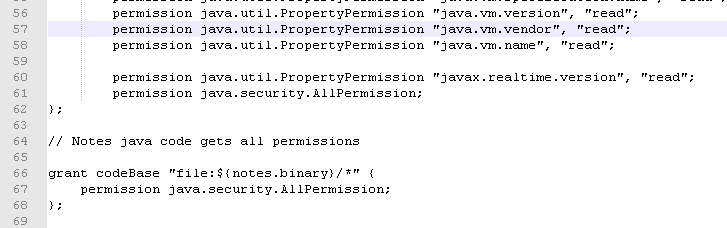 56 permission java.util.PropertyPermission "java.vm.version", "read";
57 permission java.util.PropertyPermission "java.vm.vendor", "read";
58 permission java.util.PropertyPermission "java.vm.name", "read";
59
60 permission java.util.PropertyPermission "javax.realtime.version", "read";
61 permission java.security.AllPermission;
62 };
63
64 // Notes java code gets all permissions
65
66 grant codeBase "file:${notes.binary}/*" {
67 permission java.security.AllPermission;
68 };
69